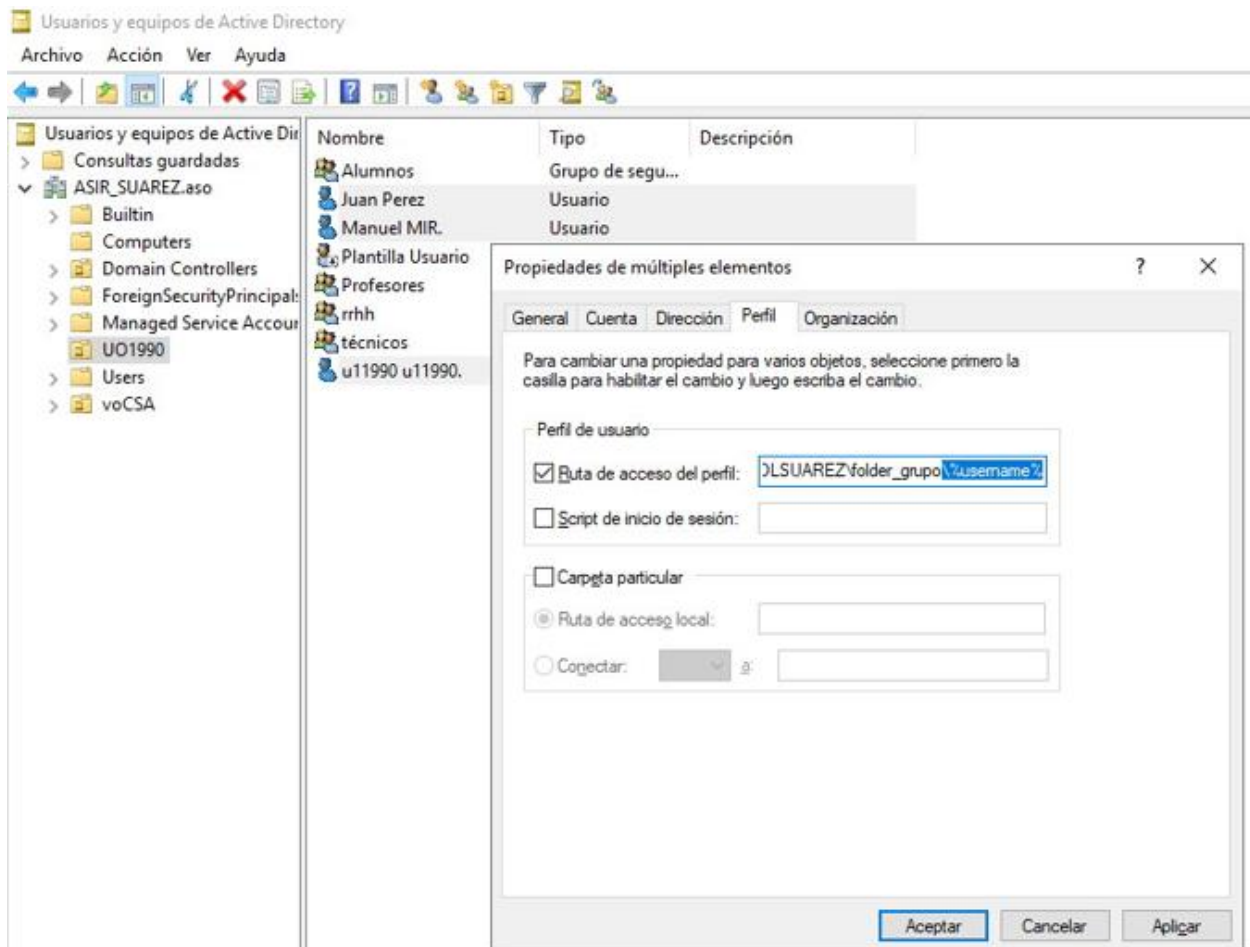 Usuarios y equipos de Active Directory
Archivo Acción Ver Ayuda
Usuarios y equipos de Active Dir
Consultas guardadas
ASIR_SUAREZ.aso
Builtin
Computers
Domain Controllers
ForeignSecurityPrincipals
Managed Service Accour
UO1990
Users
voCSA
Nombre Tipo Descripción
Alumnos Grupo de segu...
Juan Perez Usuario
Manuel MIR. Usuario
Plantilla Usuario
Profesores
rrhh
técnicos
u11990 u11990.
Propiedades de múltiples elementos
General Cuenta Dirección Perfil Organización
Para cambiar una propiedad para varios objetos, seleccione primero la
casilla para habilitar el cambio y luego escriba el cambio.
Perfil de usuario
Ruta de acceso del perfil: OLSUAREZ\folder_grupo\%username%
Script de inicio de sesión:
Carpeta particular
Ruta de acceso local:
Conectar: a:
Aceptar Cancelar Aplicar